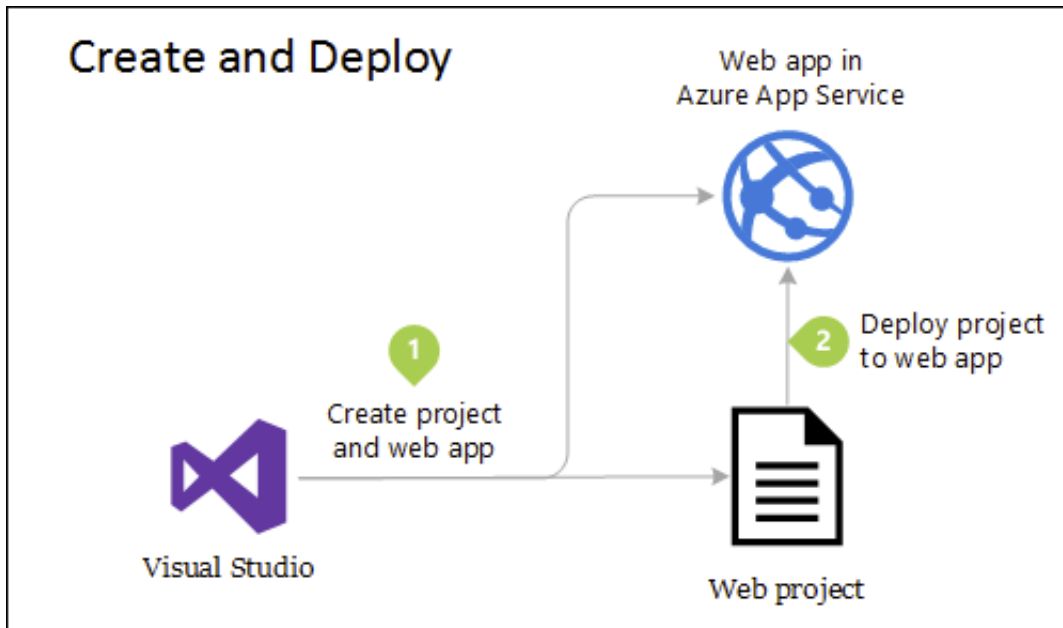 Create and Deploy
Web app in
Azure App Service
1
Create project
and web app
2
Deploy project
to web app
Visual Studio
Web project